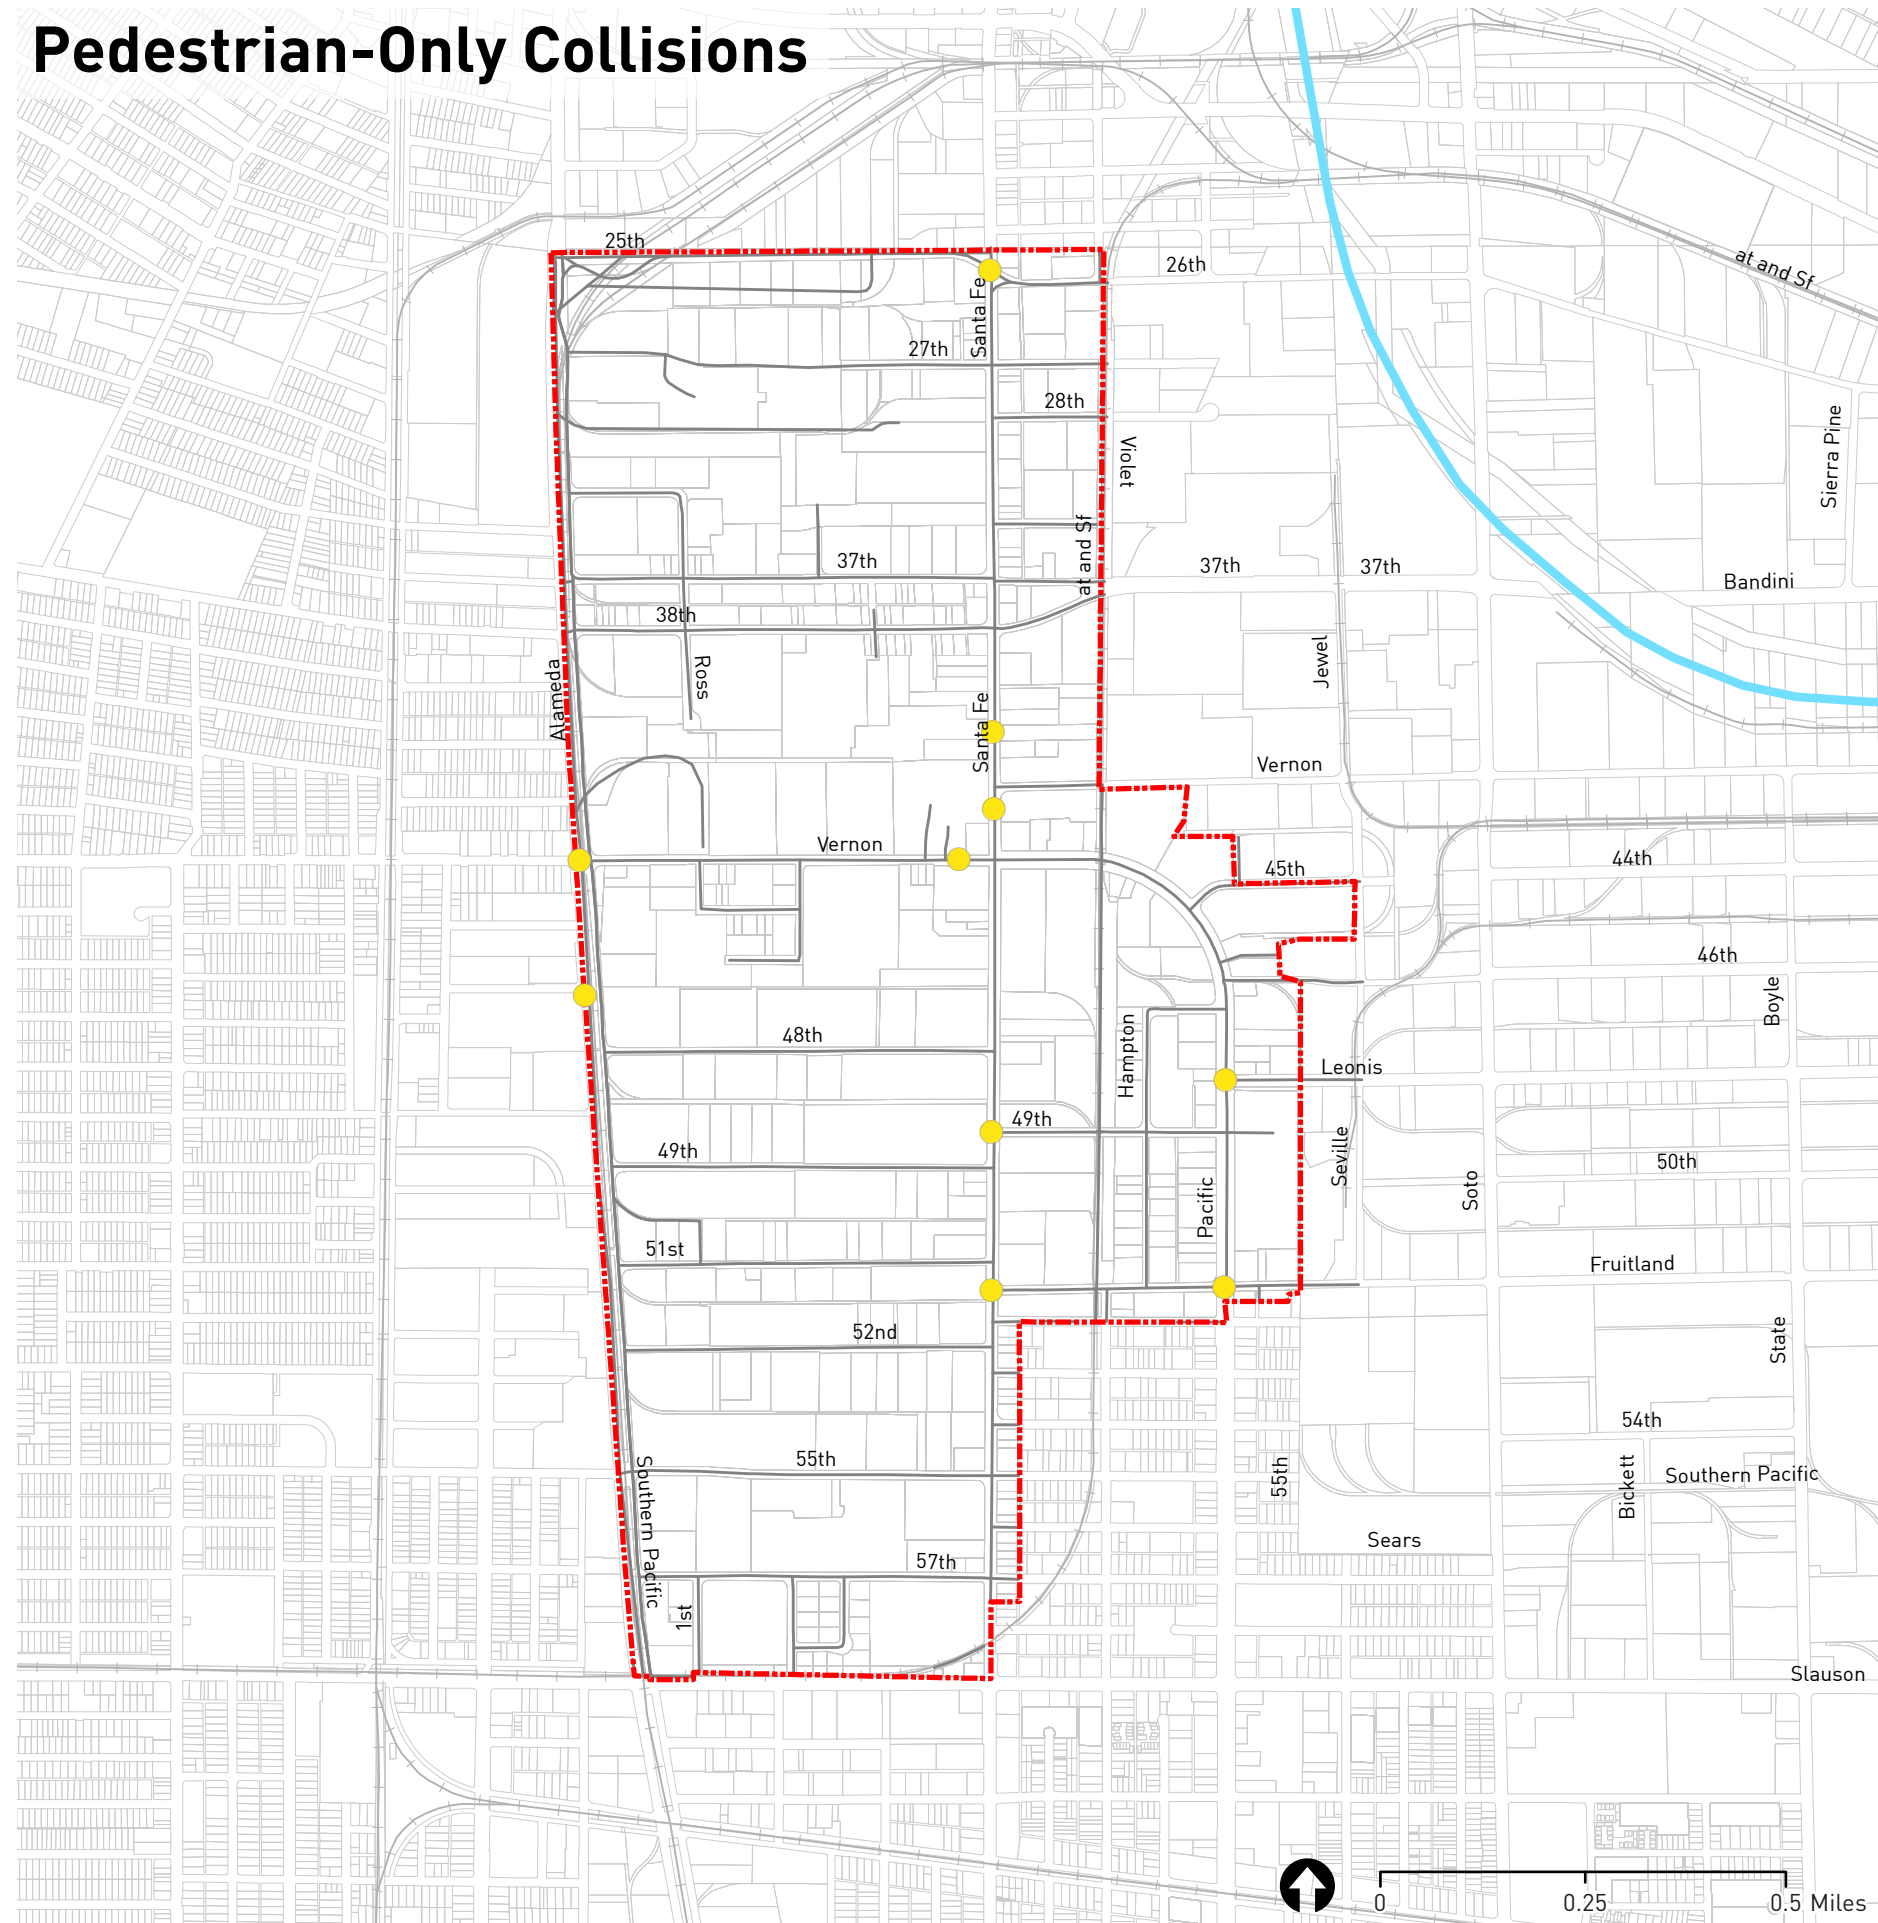 Pedestrian-Only Collisions
25th
26th
at and Sf
Santa Fe
27th
28th
Violet
Sierra Pine
at and Sf
37th
37th
37th
Bandini
38th
Ross
Jewel
Alameda
Santa Fe
Vernon
Vernon
44th
45th
46th
Boyle
48th
Hampton
Leonis
49th
49th
Seville
50th
Soto
Pacific
51st
Fruitland
52nd
State
54th
55th
55th
Southern Pacific
Bickett
Southern Pacific
Sears
57th
1st
Slauson
0
0.25
0.5 Miles